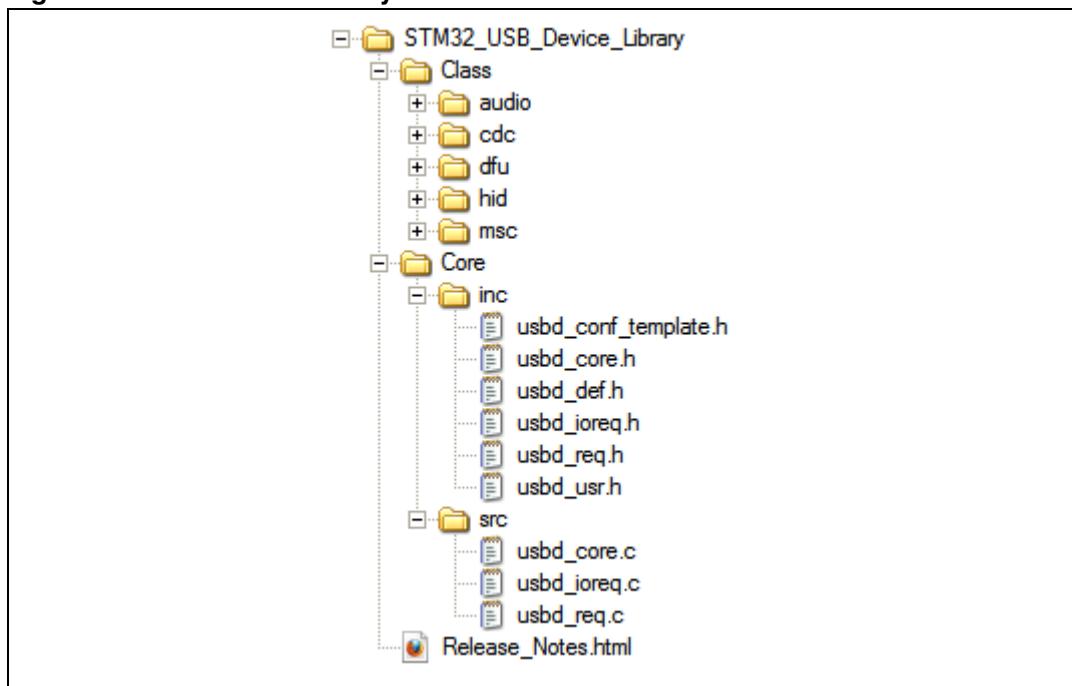 STM32_USB_Device_Library
Class
audio
cdc
dfu
hid
msc
Core
inc
usbd_conf_template.h
usbd_core.h
usbd_def.h
usbd_ioreq.h
usbd_req.h
usbd_usr.h
src
usbd_core.c
usbd_ioreq.c
usbd_req.c
Release_Notes.html